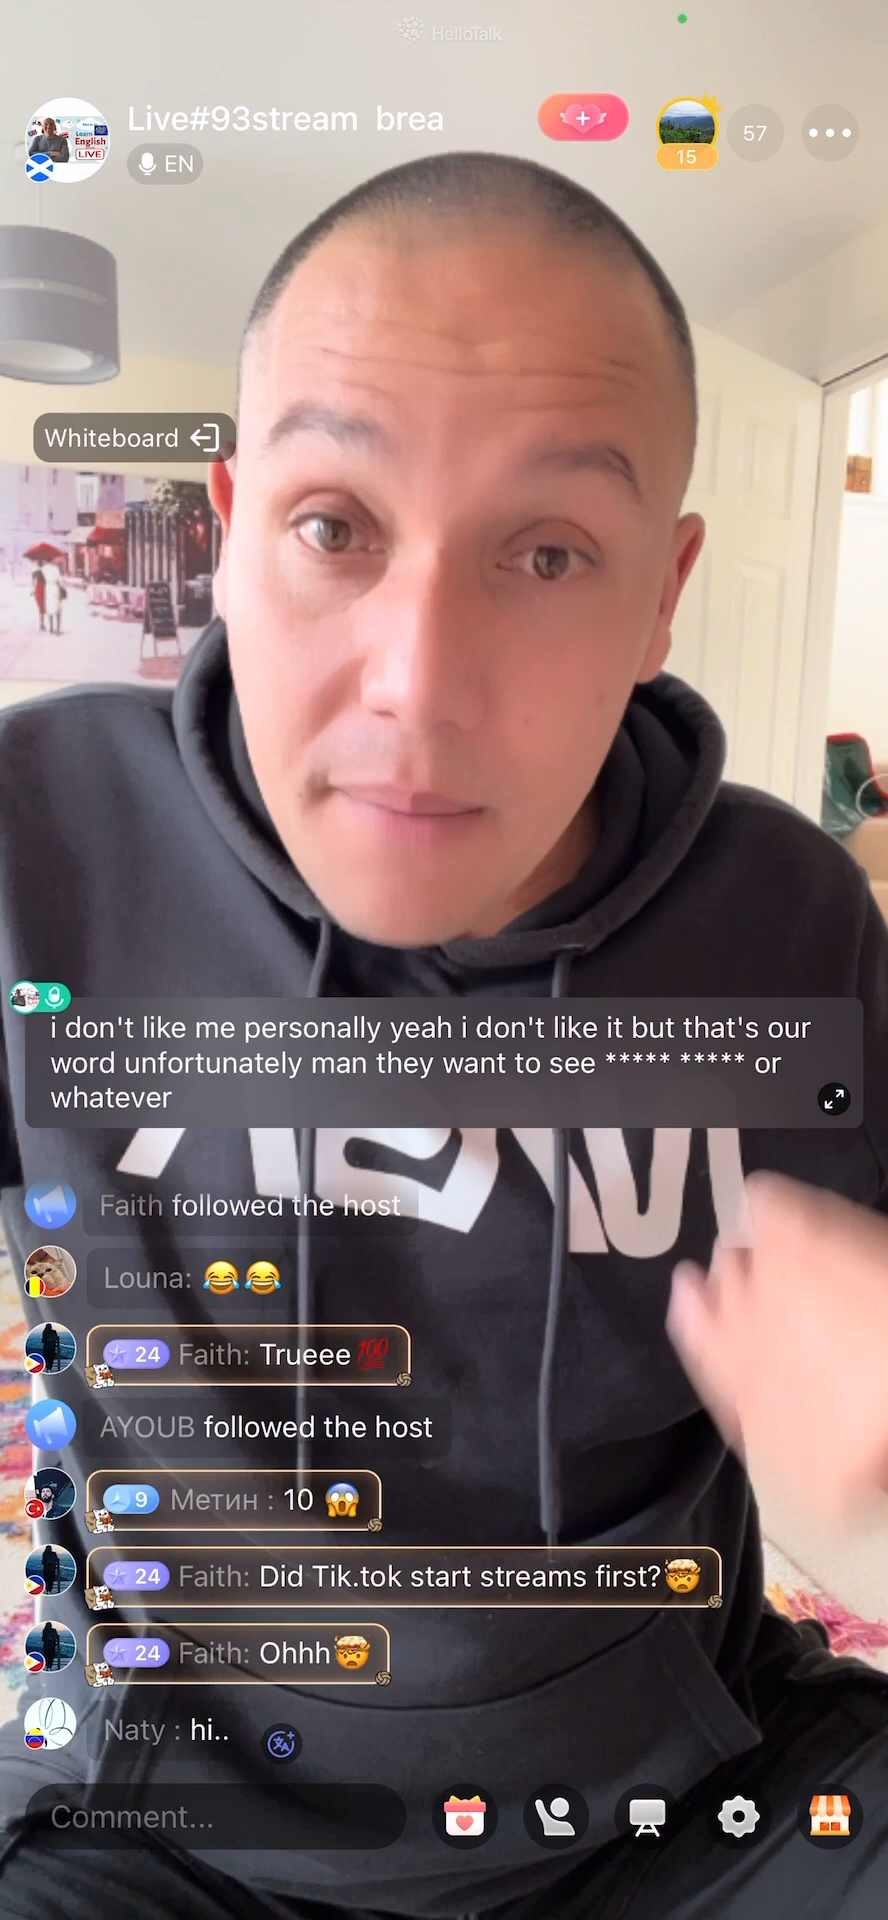 HelloTalk
Live#93stream brea
EN
15
57
Learn
English
LIVE
Whiteboard
i don't like me personally yeah i don't like it but that's our
word unfortunately man they want to see ***** ***** or
whatever
Faith followed the host
Louna: 😂😂
24 Faith: Trueee 💯
AYOUB followed the host
9 Метин : 10 😱
24 Faith: Did Tik.tok start streams first?🤯
24 Faith: Ohhh🤯
Naty : hi..
Comment...